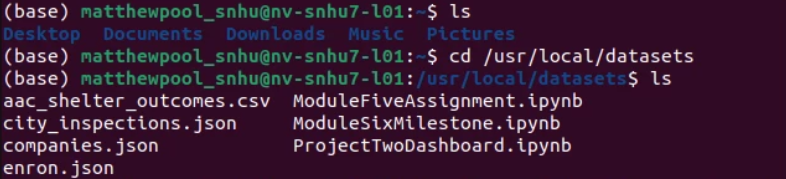 (base) matthewpool_snhu@nv-snhu7-l01:~$ ls
Desktop  Documents  Downloads  Music  Pictures
(base) matthewpool_snhu@nv-snhu7-l01:~$ cd /usr/local/datasets
(base) matthewpool_snhu@nv-snhu7-l01:/usr/local/datasets$ ls
aac_shelter_outcomes.csv  ModuleFiveAssignment.ipynb
city_inspections.json     ModuleSixMilestone.ipynb
companies.json            ProjectTwoDashboard.ipynb
enron.json